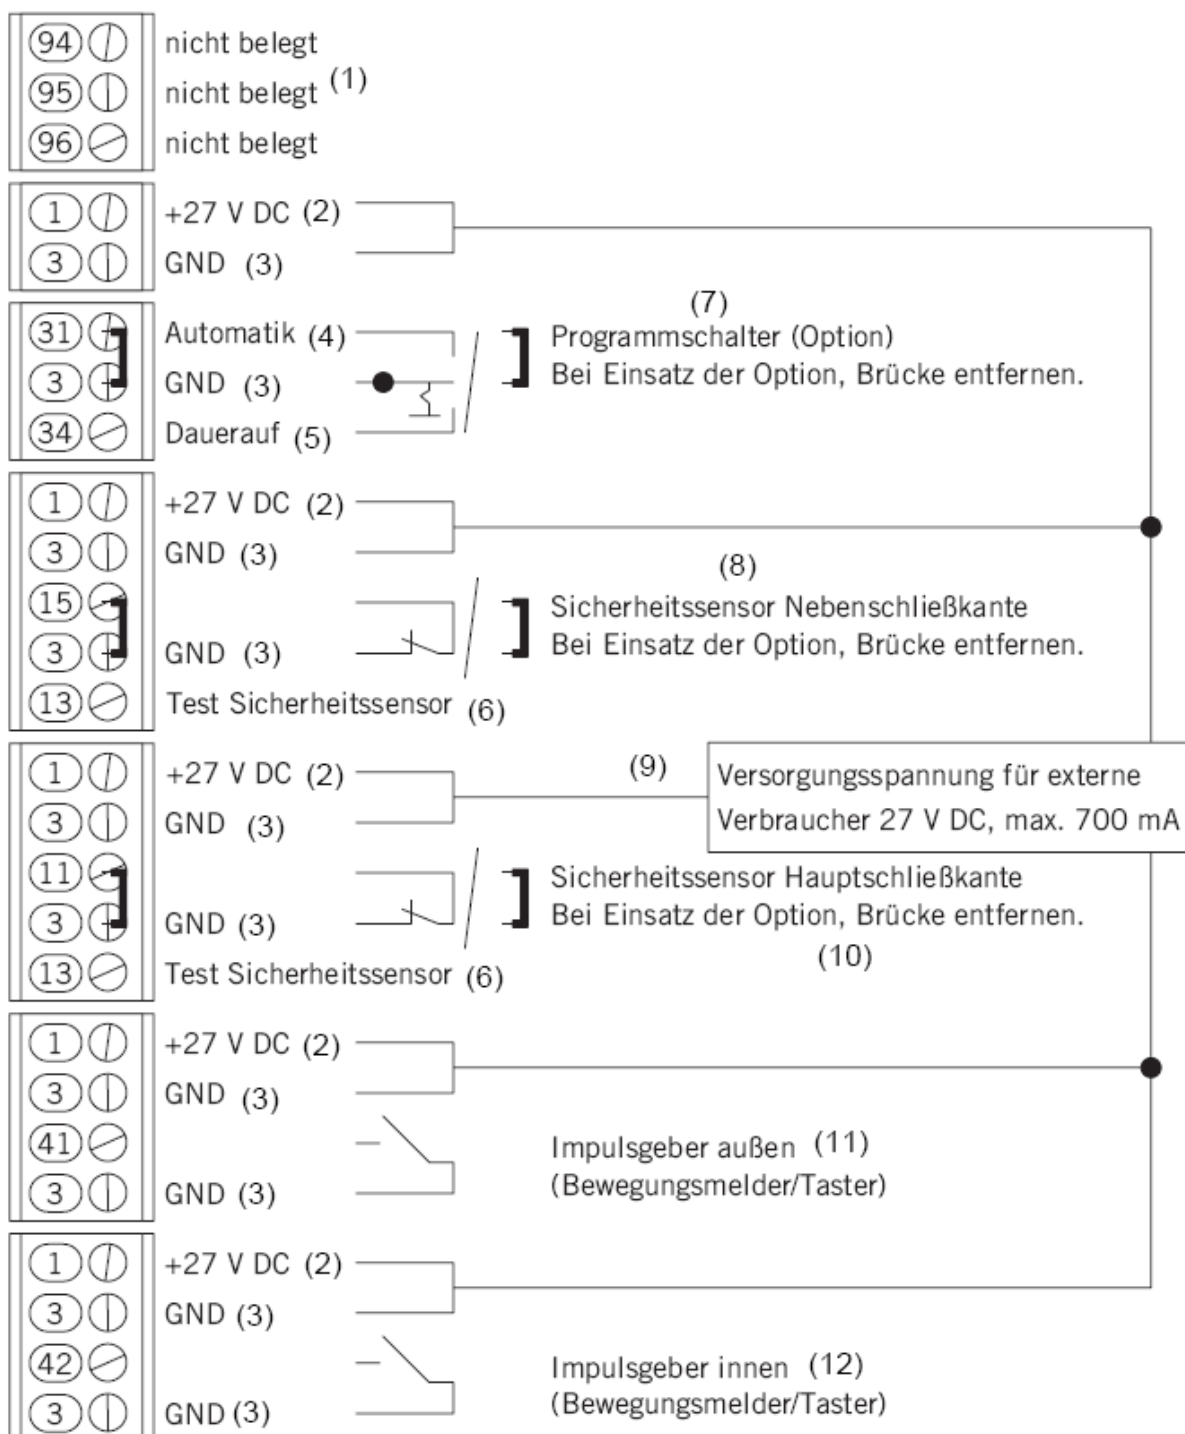 94 nicht belegt
95 nicht belegt (1)
96 nicht belegt
1 +27 V DC (2)
3 GND (3)
(7)
31 Automatik (4) Programmschalter (Option)
3 GND (3) Bei Einsatz der Option, Brücke entfernen.
34 Dauerauf (5)
1 +27 V DC (2)
3 GND (3)
(8)
15 Sicherheitssensor Nebenschließkante
3 GND (3) Bei Einsatz der Option, Brücke entfernen.
13 Test Sicherheitssensor (6)
1 +27 V DC (2) (9) Versorgungsspannung für externe
3 GND (3) Verbraucher 27 V DC, max. 700 mA
11 Sicherheitssensor Hauptschließkante
3 GND (3) Bei Einsatz der Option, Brücke entfernen.
(10)
13 Test Sicherheitssensor (6)
1 +27 V DC (2)
3 GND (3)
41 Impulsgeber außen (11)
3 GND (3) (Bewegungsmelder/Taster)
1 +27 V DC (2)
3 GND (3)
42 Impulsgeber innen (12)
3 GND (3) (Bewegungsmelder/Taster)